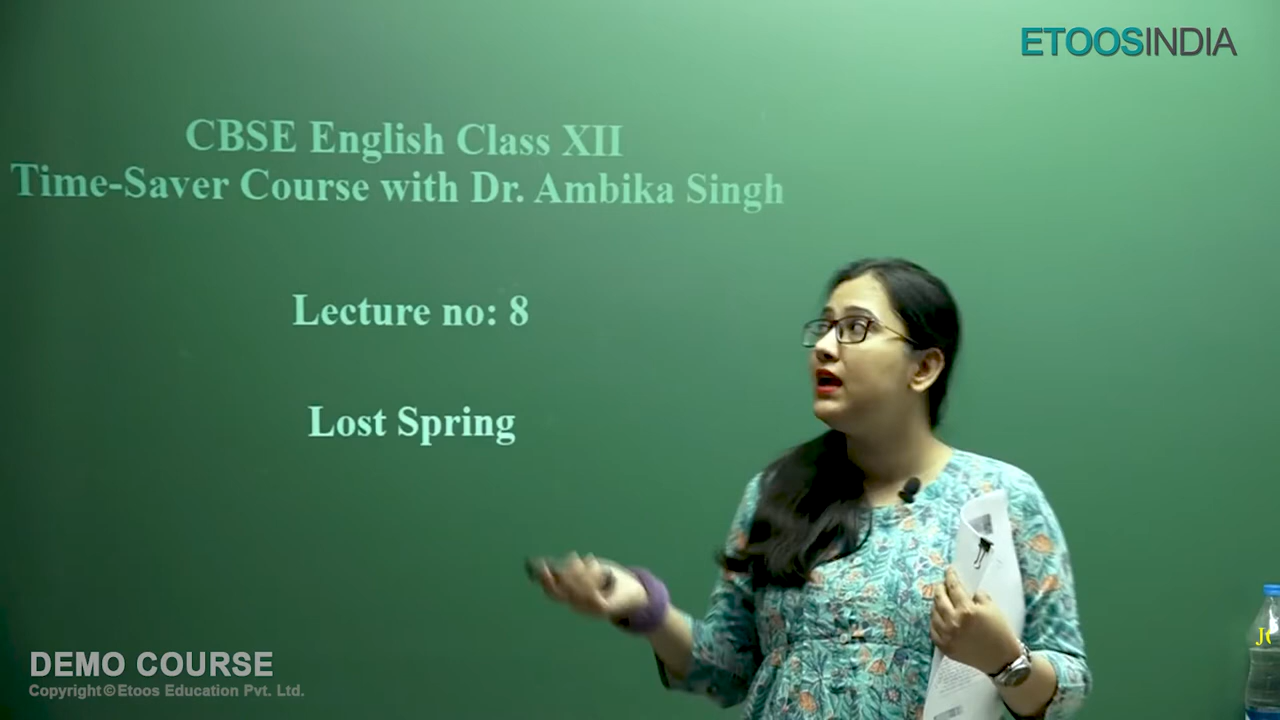 ETOOSINDIA
CBSE English Class XII
Time-Saver Course with Dr. Ambika Singh
Lecture no: 8
Lost Spring
DEMO COURSE
Copyright © Etoos Education Pvt. Ltd.